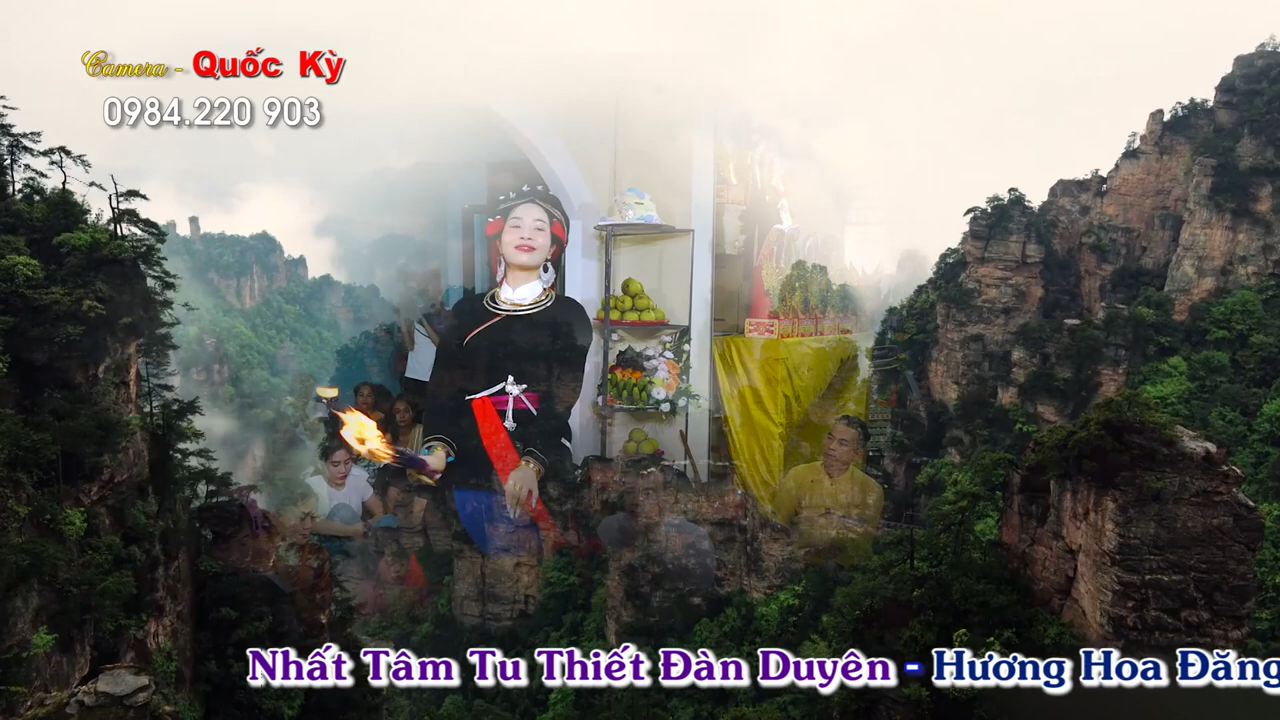 Camera - Quốc Kỳ
0984.220 903
Nhất Tâm Tu Thiết Đàn Duyên - Hương Hoa Đăng